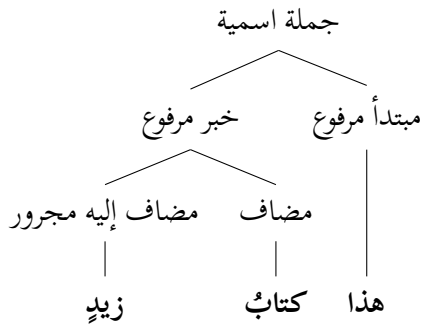 جملة اسمية
مبتدأ مرفوع خبر مرفوع
مضاف مضاف إليه مجرور
هذا كتابُ زيدٍ